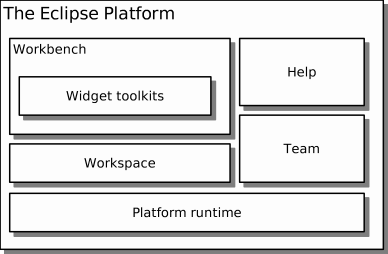 The Eclipse Platform
Workbench
Widget toolkits
Help
Team
Workspace
Platform runtime